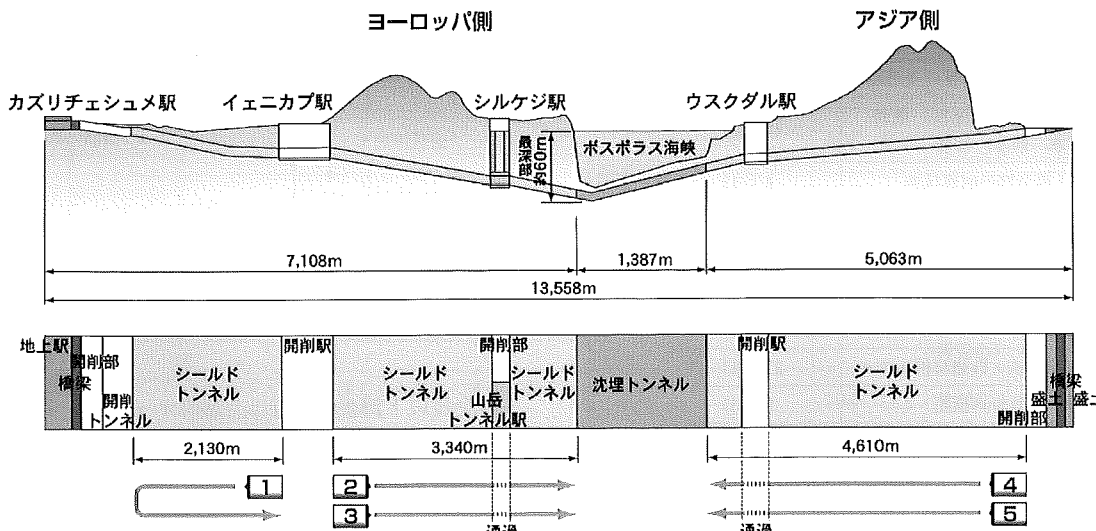 ヨーロッパ側
アジア側
カズリチェシュメ駅
イェニカプ駅
シルケジ駅
ウスクダル駅
最深部
約60m
ボスポラス海峡
7,108m
1,387m
5,063m
13,558m
地上駅
橋梁
開削部
開削
トンネル
シールド
トンネル
開削駅
シールド
トンネル
開削部
山岳
トンネル駅
シールド
トンネル
沈埋トンネル
開削駅
シールド
トンネル
開削部
盛土
橋梁
盛土
2,130m
3,340m
4,610m
1
2
3
4
5
通過
通過